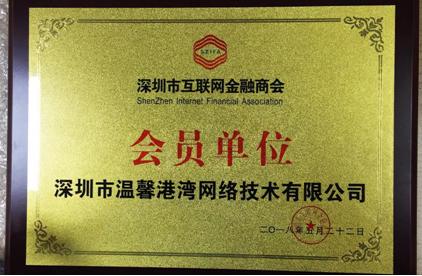 SZIFA
深圳市互联网金融商会
ShenZhen Internet Financial Association
会员单位
深圳市温馨港湾网络技术有限公司
二〇一八年五月二十二日